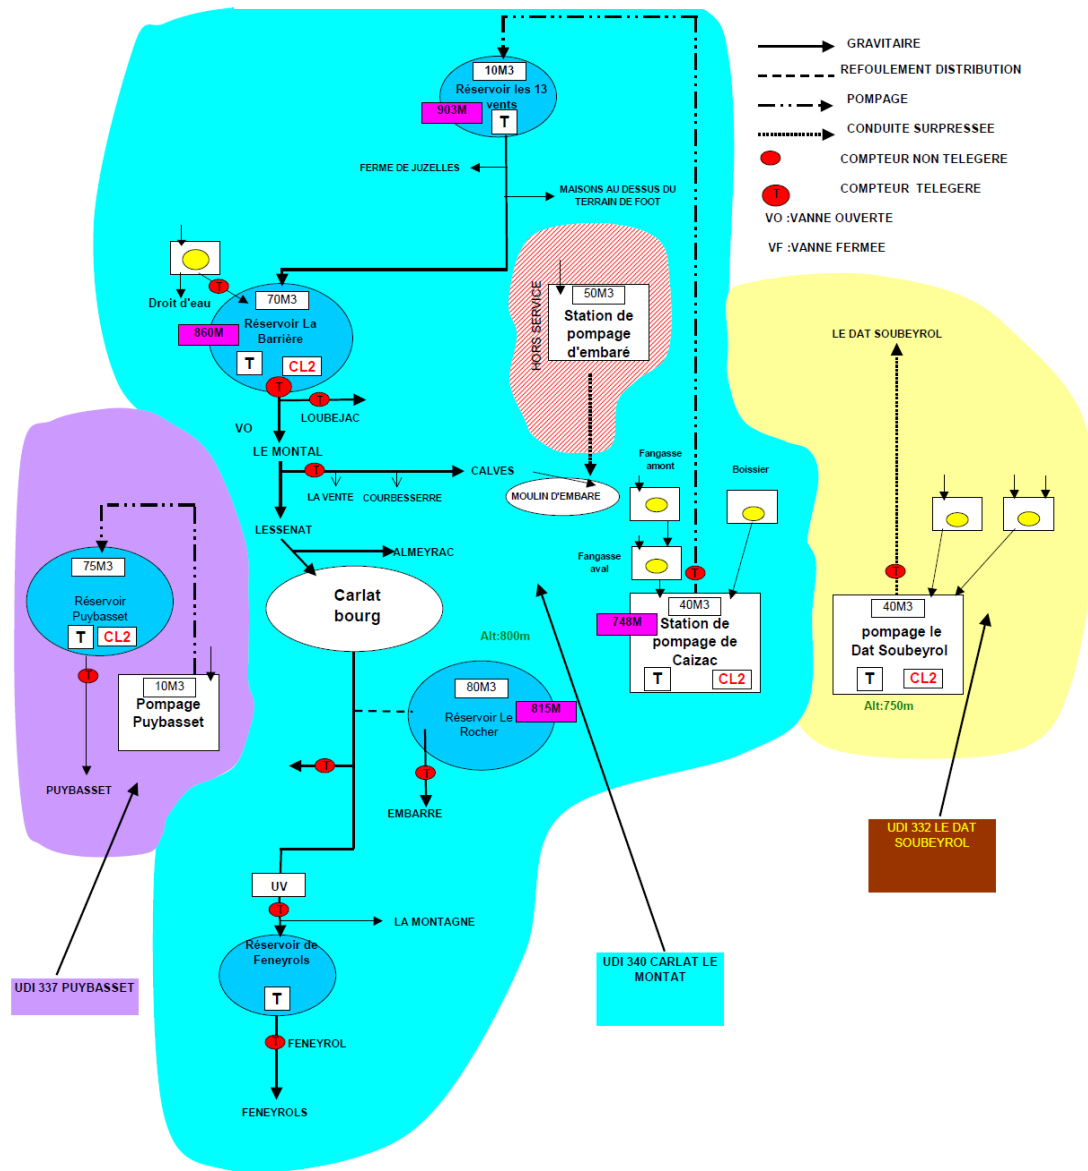 10M3
Réservoir les 13
vents
903M
T
GRAVITAIRE
REFOULEMENT DISTRIBUTION
POMPAGE
CONDUITE SURPRESSEE
COMPTEUR NON TELEGERE
T
COMPTEUR TELEGERE
VO :VANNE OUVERTE
VF :VANNE FERMEE
FERME DE JUZELLES
MAISONS AU DESSUS DU
TERRAIN DE FOOT
T
Droit d'eau
70M3
860M
Réservoir La
Barrière
T
CL2
T
T
LOUBEJAC
VO
LE MONTAL
HORS SERVICE
50M3
Station de
pompage
d'embaré
LE DAT SOUBEYROL
T
CALVES
LA VENTE
COURBESSERRE
MOULIN D'EMBARE
Fangasse
amont
Boissier
LESSENAT
ALMEYRAC
Fangasse
aval
T
T
75M3
Réservoir
Puybasset
T
CL2
T
10M3
Pompage
Puybasset
PUYBASSET
Carlat
bourg
Alt:800m
40M3
748M
Station de
pompage de
Caizac
T
CL2
40M3
pompage le
Dat Soubeyrol
T
CL2
Alt:750m
80M3
815M
Réservoir Le
Rocher
T
T
EMBARRE
UDI 332 LE DAT
SOUBEYROL
UV
T
LA MONTAGNE
Réservoir de
Feneyrols
T
UDI 337 PUYBASSET
UDI 340 CARLAT LE
MONTAT
T
FENEYROL
FENEYROLS